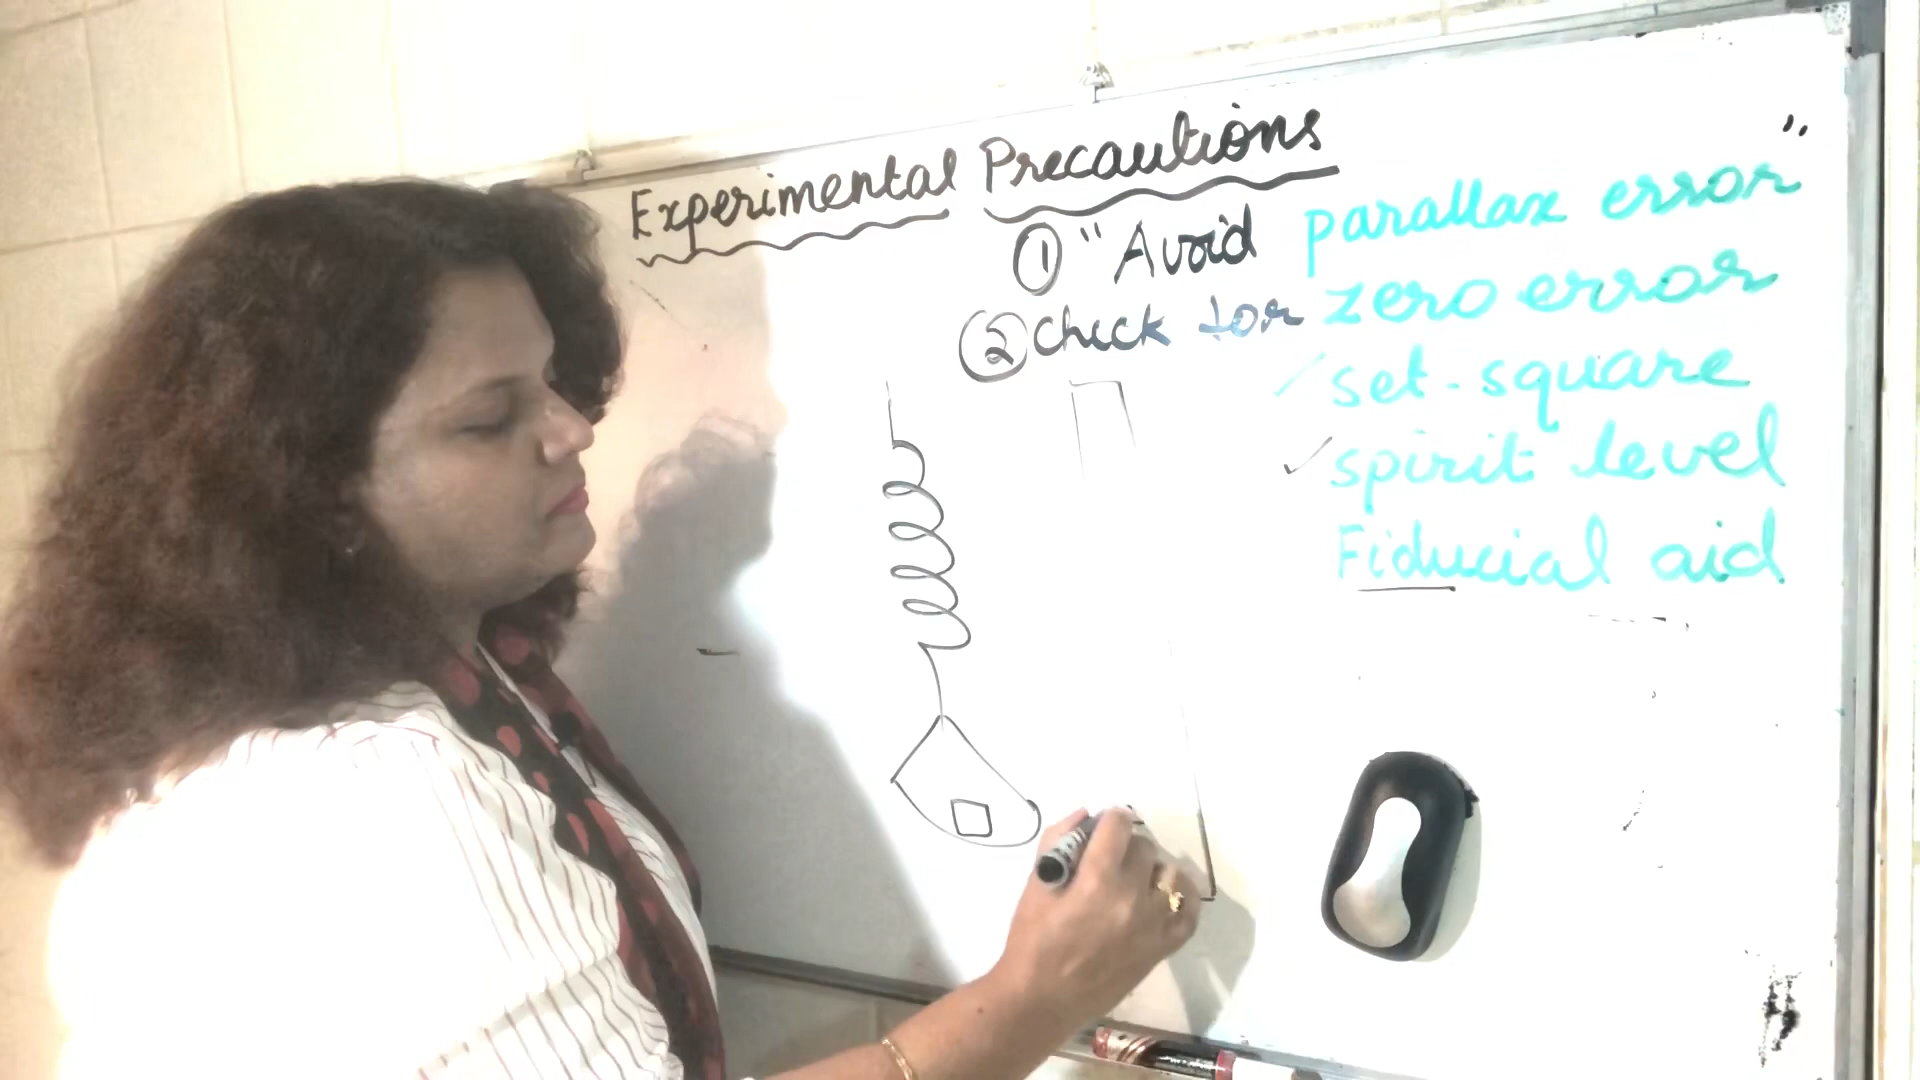 Experimental Precautions
① "Avoid parallax error"
② Check for zero error
✓ set-square
✓ spirit level
Fiducial aid